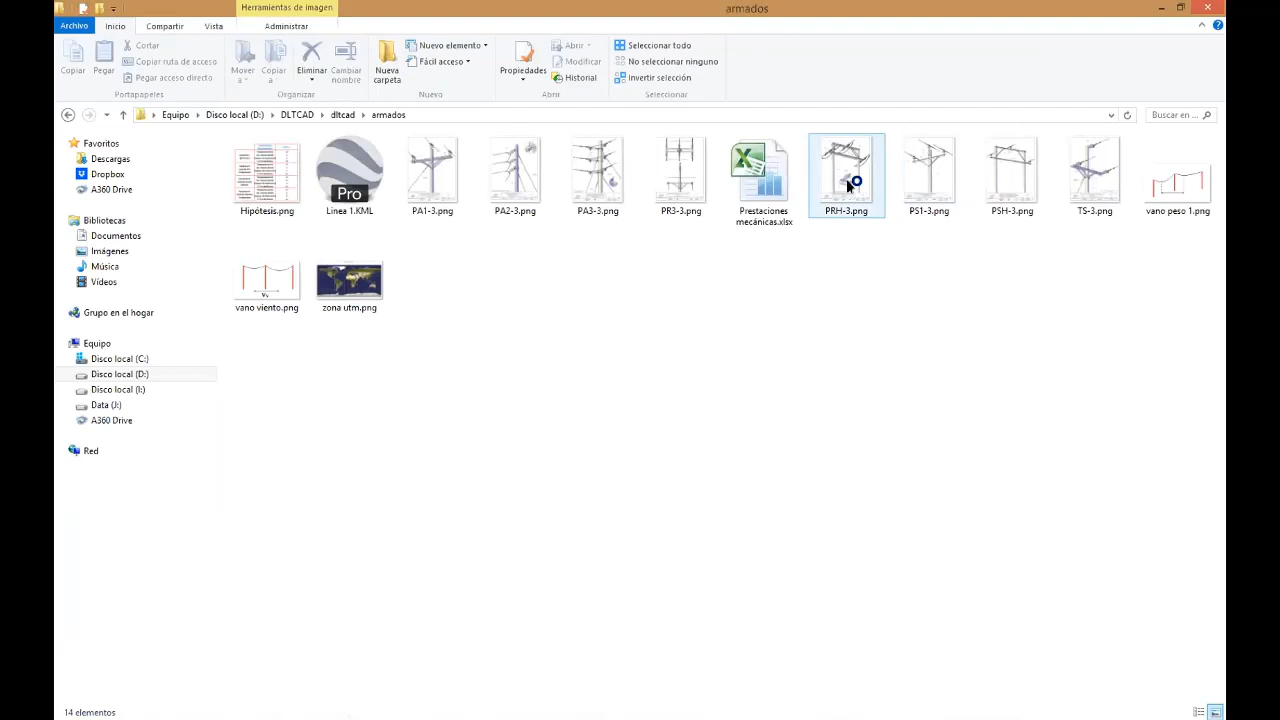 Herramientas de imagen
armados
Archivo
Inicio
Compartir
Vista
Administrar
Copiar
Pegar
Cortar
Copiar ruta de acceso
Pegar acceso directo
Portapapeles
Mover a
Copiar a
Eliminar
Cambiar nombre
Organizar
Nueva carpeta
Nuevo elemento
Fácil acceso
Nuevo
Propiedades
Abrir
Modificar
Historial
Abrir
Seleccionar todo
No seleccionar ninguno
Invertir selección
Seleccionar
Equipo
Disco local (D:)
DLTCAD
dltcad
armados
Buscar en ...
Favoritos
Descargas
Dropbox
A360 Drive
Bibliotecas
Documentos
Imágenes
Música
Vídeos
Grupo en el hogar
Equipo
Disco local (C:)
Disco local (D:)
Disco local (I:)
Data (J:)
A360 Drive
Red
Pro
Hipótesis.png
Linea 1.KML
PA1-3.png
PA2-3.png
PA3-3.png
PR3-3.png
Prestaciones
mecánicas.xlsx
PRH-3.png
PS1-3.png
PSH-3.png
TS-3.png
vano peso 1.png
vano viento.png
zona utm.png
14 elementos